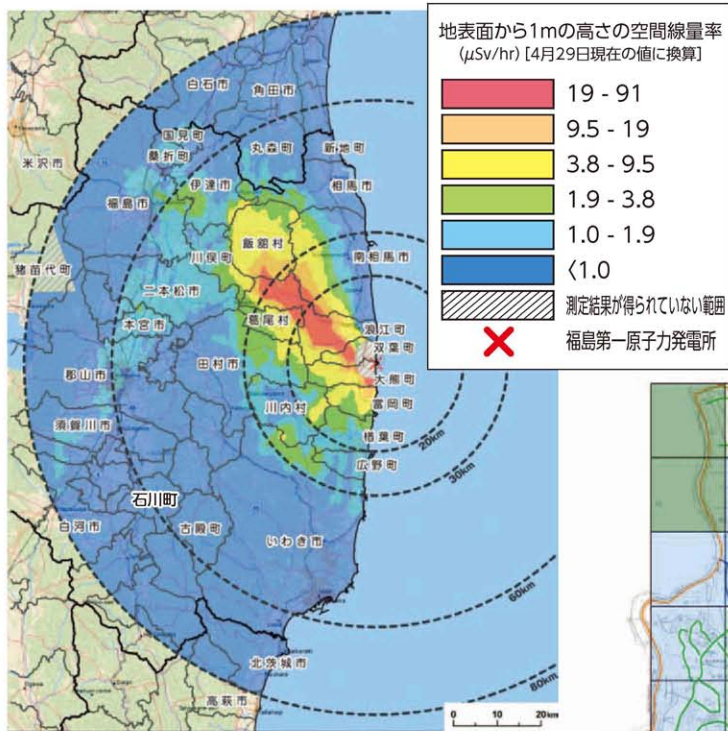 地表面から1mの高さの空間線量率
(μSv/hr) [4月29日現在の値に換算]
19 - 91
9.5 - 19
3.8 - 9.5
1.9 - 3.8
1.0 - 1.9
〈1.0
測定結果が得られていない範囲
福島第一原子力発電所
白石市
角田市
国見町
丸森町
新地町
米沢市
桑折町
伊達市
相馬市
福島市
飯舘村
川俣町
南相馬市
猪苗代町
二本松市
葛尾村
浪江町
本宮市
双葉町
田村市
大熊町
郡山市
川内村
富岡町
須賀川市
楢葉町
20km
広野町
30km
石川町
白河市
古殿町
いわき市
60km
北茨城市
80km
高萩市
0 5 10 20 km